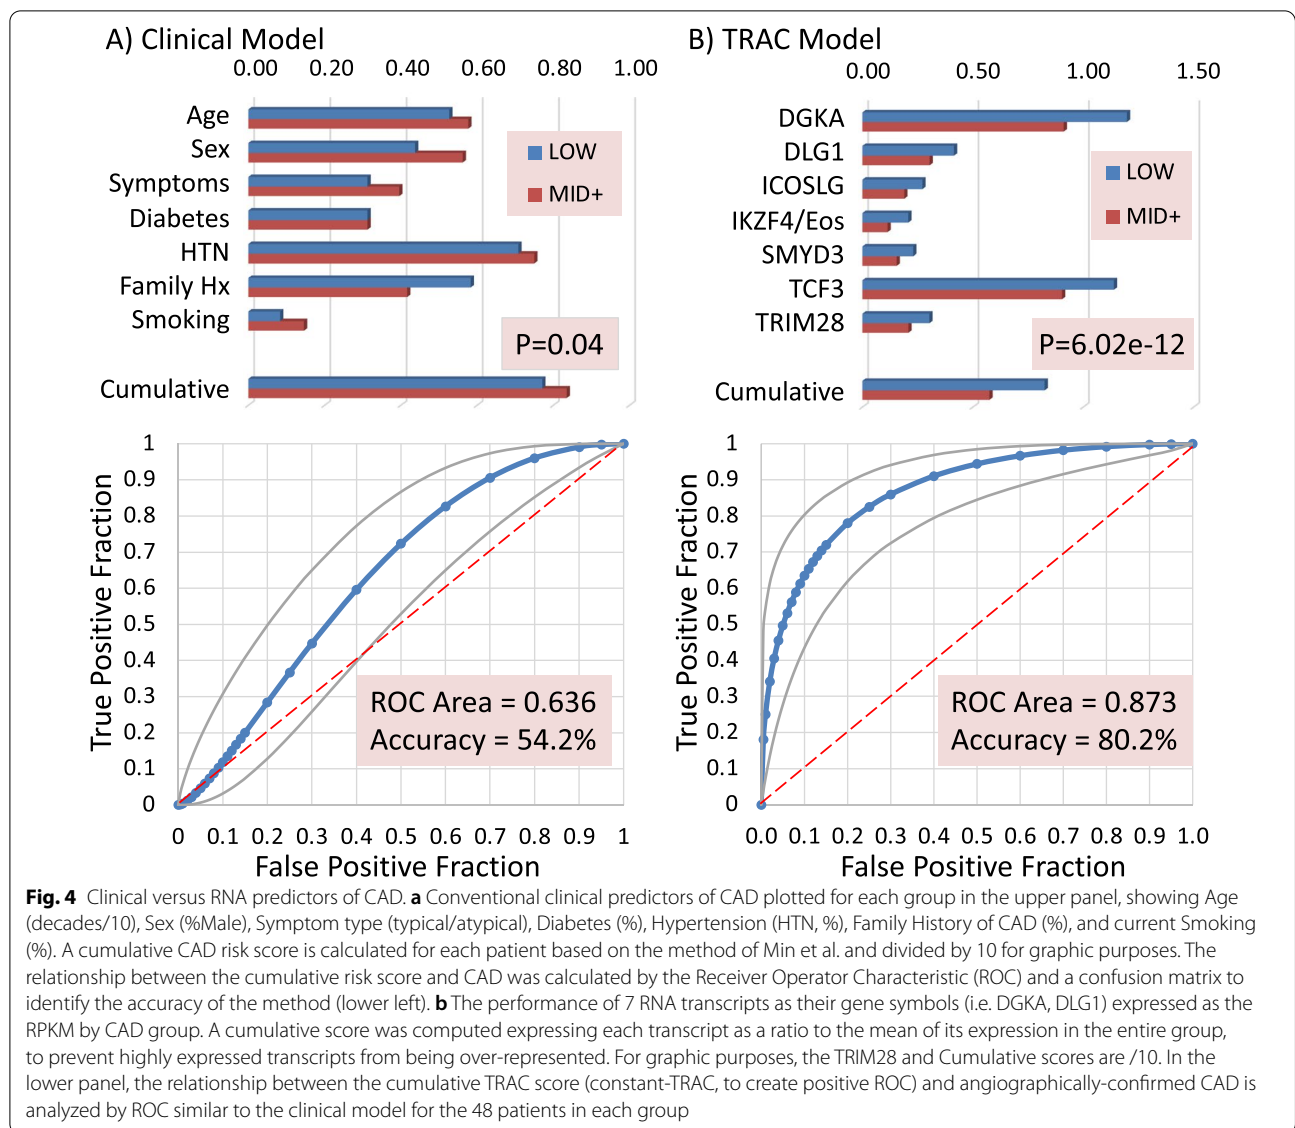 A) Clinical Model
0.00 0.20 0.40 0.60 0.80 1.00
Age
Sex
Symptoms
Diabetes
HTN
Family Hx
Smoking
Cumulative
LOW
MID+
P=0.04
B) TRAC Model
0.00 0.50 1.00 1.50
DGKA
DLG1
ICOSLG
IKZF4/Eos
SMYD3
TCF3
TRIM28
Cumulative
LOW
MID+
P=6.02e-12
True Positive Fraction
1
0.9
0.8
0.7
0.6
0.5
0.4
0.3
0.2
0.1
0
ROC Area = 0.636
Accuracy = 54.2%
0 0.1 0.2 0.3 0.4 0.5 0.6 0.7 0.8 0.9 1
False Positive Fraction
True Positive Fraction
1
0.9
0.8
0.7
0.6
0.5
0.4
0.3
0.2
0.1
0
ROC Area = 0.873
Accuracy = 80.2%
0.0 0.1 0.2 0.3 0.4 0.5 0.6 0.7 0.8 0.9 1.0
False Positive Fraction
Fig. 4 Clinical versus RNA predictors of CAD. a Conventional clinical predictors of CAD plotted for each group in the upper panel, showing Age
(decades/10), Sex (%Male), Symptom type (typical/atypical), Diabetes (%), Hypertension (HTN, %), Family History of CAD (%), and current Smoking
(%). A cumulative CAD risk score is calculated for each patient based on the method of Min et al. and divided by 10 for graphic purposes. The
relationship between the cumulative risk score and CAD was calculated by the Receiver Operator Characteristic (ROC) and a confusion matrix to
identify the accuracy of the method (lower left). b The performance of 7 RNA transcripts as their gene symbols (i.e. DGKA, DLG1) expressed as the
RPKM by CAD group. A cumulative score was computed expressing each transcript as a ratio to the mean of its expression in the entire group,
to prevent highly expressed transcripts from being over-represented. For graphic purposes, the TRIM28 and Cumulative scores are /10. In the
lower panel, the relationship between the cumulative TRAC score (constant-TRAC, to create positive ROC) and angiographically-confirmed CAD is
analyzed by ROC similar to the clinical model for the 48 patients in each group